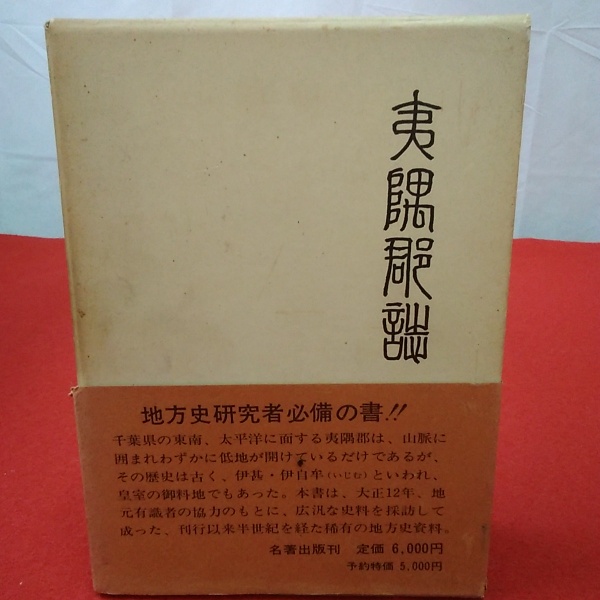 夷隅郡誌
地方史研究者必備の書!!
千葉県の東南、太平洋に面する夷隅郡は、山脈に
囲まれわずかに低地が開けているだけであるが、
その歴史は古く、伊甚・伊自牟(いじむ)といわれ、
皇室の御料地でもあった。本書は、大正12年、地
元有識者の協力のもとに、広汎な史料を採訪して
成った、刊行以来半世紀を経た稀有の地方史資料。
名著出版刊 定価 6,000円
予約特価 5,000円